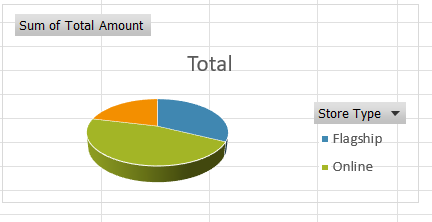 Sum of Total Amount
Total
Store Type
Flagship
Online